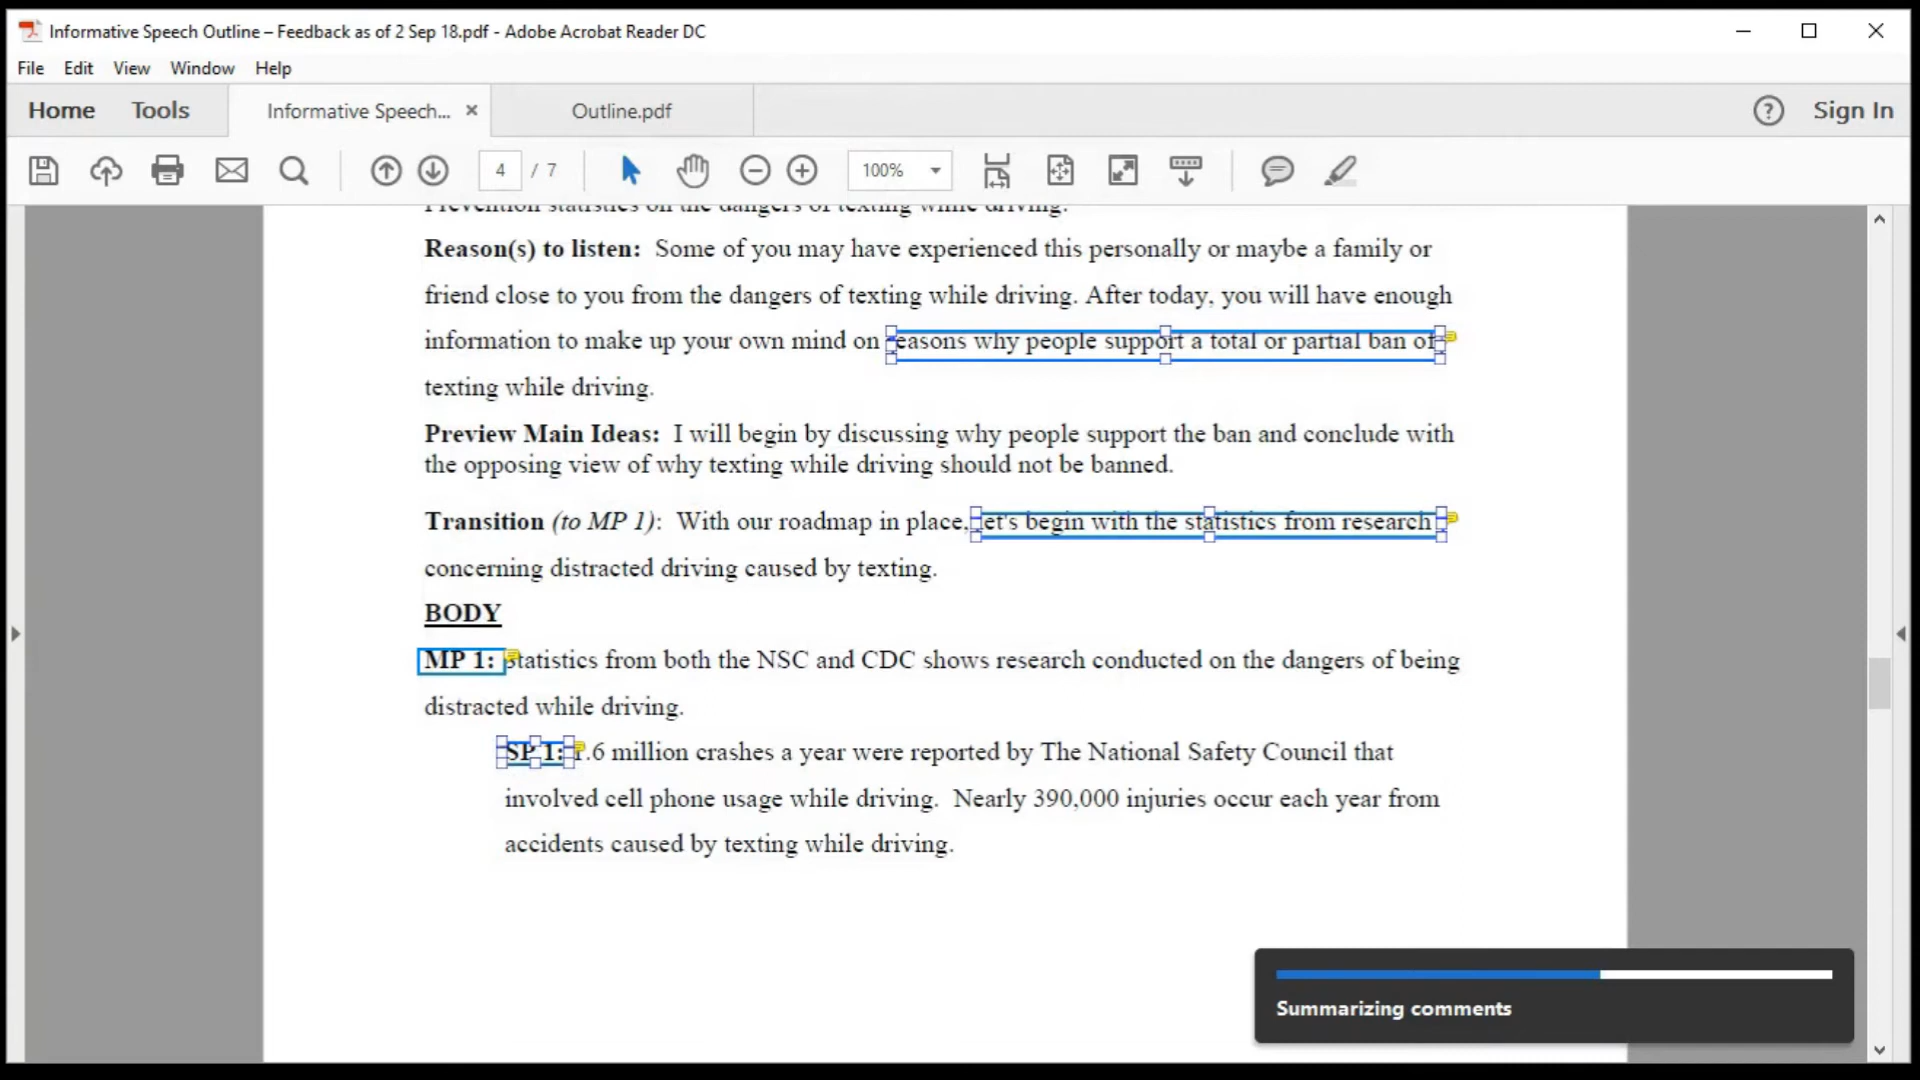 Informative Speech Outline – Feedback as of 2 Sep 18.pdf - Adobe Acrobat Reader DC
File Edit View Window Help
Home Tools Informative Speech... Outline.pdf Sign In
4 / 7 100%
Prevention statistics on the dangers of texting while driving.
Reason(s) to listen: Some of you may have experienced this personally or maybe a family or
friend close to you from the dangers of texting while driving. After today, you will have enough
information to make up your own mind on reasons why people support a total or partial ban of
texting while driving.
Preview Main Ideas: I will begin by discussing why people support the ban and conclude with
the opposing view of why texting while driving should not be banned.
Transition (to MP 1): With our roadmap in place, let's begin with the statistics from research
concerning distracted driving caused by texting.
BODY
MP 1: Statistics from both the NSC and CDC shows research conducted on the dangers of being
distracted while driving.
SP 1: 1.6 million crashes a year were reported by The National Safety Council that
involved cell phone usage while driving. Nearly 390,000 injuries occur each year from
accidents caused by texting while driving.
Summarizing comments